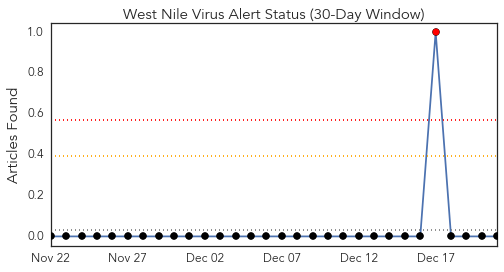 West Nile Virus Alert Status (30-Day Window)
Articles Found
1.0
0.8
0.6
0.4
0.2
0.0
Nov 22 Nov 27 Dec 02 Dec 07 Dec 12 Dec 17